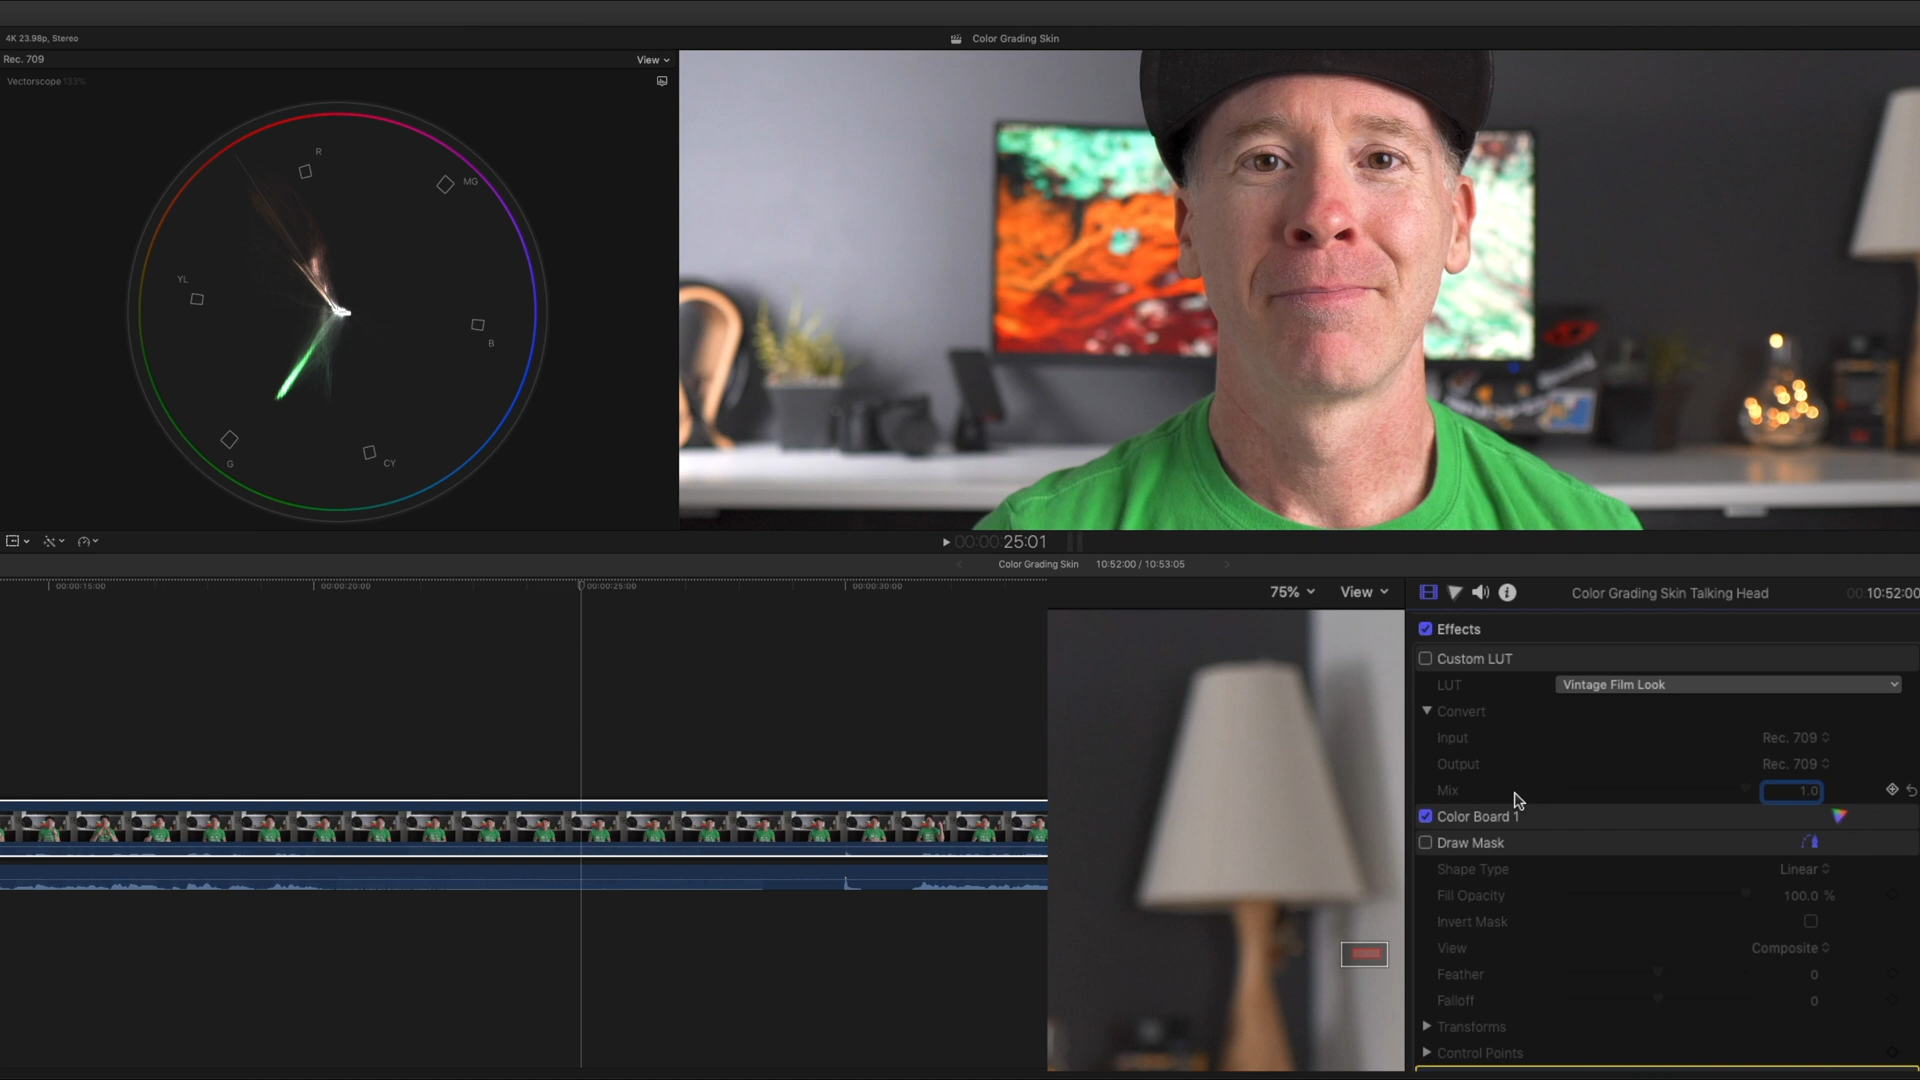 4K 23.98p, Stereo
Color Grading Skin
Rec. 709
View
Vectorscope 133%
R
MG
YL
B
G
CY
00:00:25:01
Color Grading Skin
10:52:00 / 10:53:05
00:00:15:00
00:00:20:00
00:00:25:00
00:00:30:00
75%
View
Color Grading Skin Talking Head
00:10:52:00
Effects
Custom LUT
LUT
Vintage Film Look
Convert
Input
Rec. 709
Output
Rec. 709
Mix
1.0
Color Board 1
Draw Mask
Shape Type
Linear
Fill Opacity
100.0 %
Invert Mask
View
Composite
Feather
0
Falloff
0
Transforms
Control Points